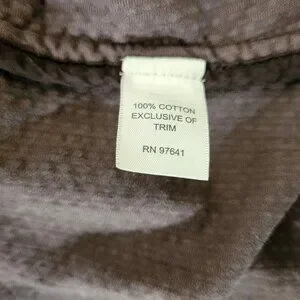 100% COTTON
EXCLUSIVE OF
TRIM
RN 97641